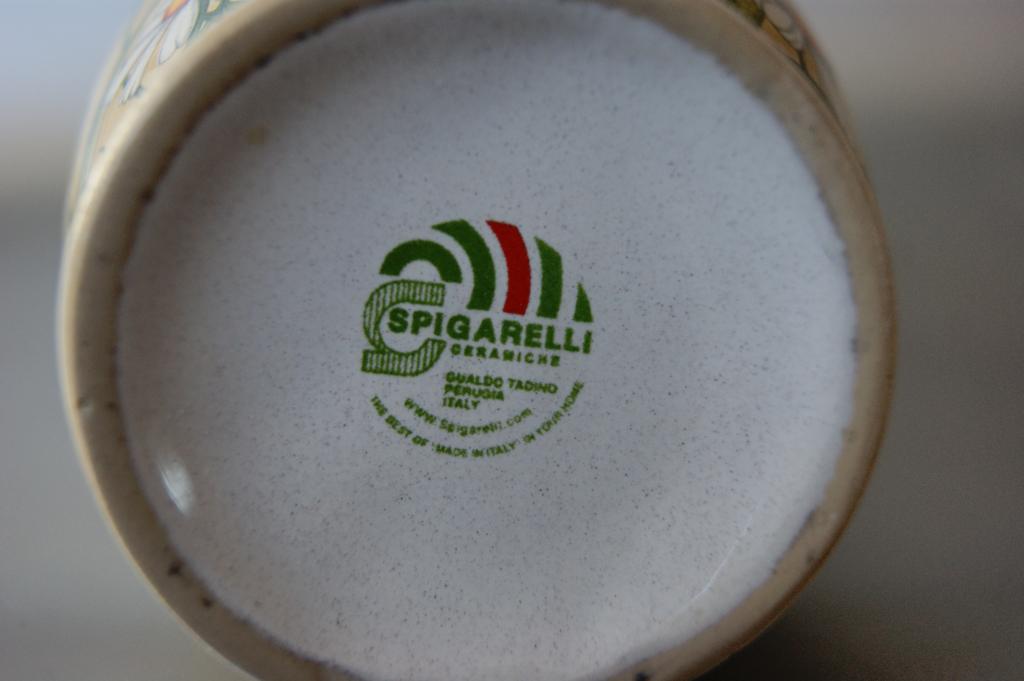 SPIGARELLI
CERAMICHE
GUALDO TADINO
PERUGIA
ITALY
www.spigarelli.com
THE BEST OF "MADE IN ITALY" IN YOUR HOME